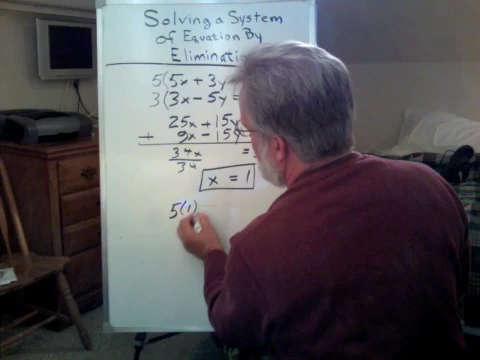 Solving a System
of Equation By
5(5x + 3y
3(3x - 5y =
25x + 15y
+ 9x - 15y
34x =
34
x = 1
5(1)